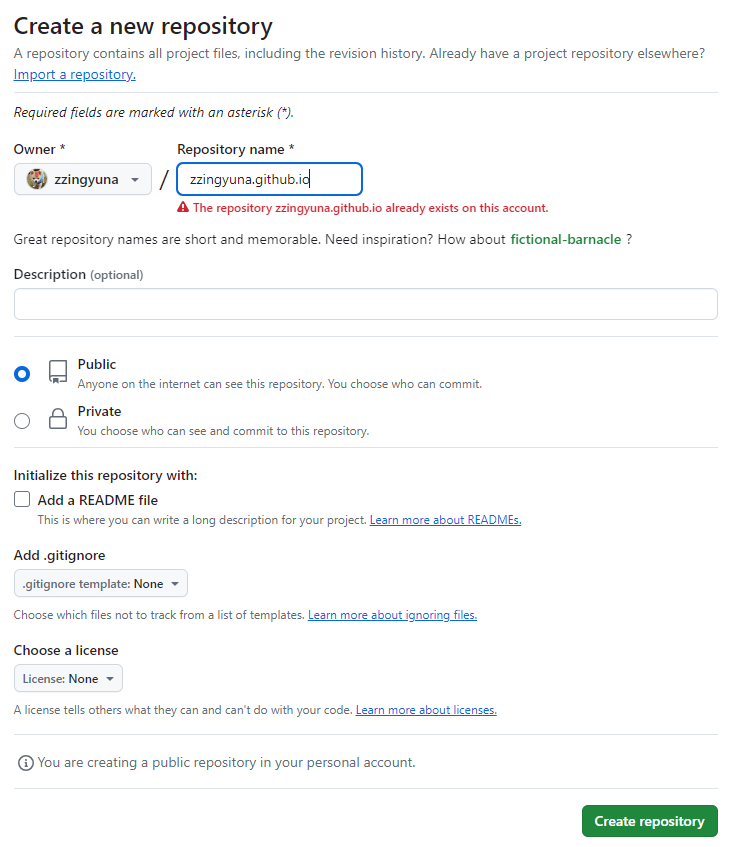 Create a new repository
A repository contains all project files, including the revision history. Already have a project repository elsewhere?
Import a repository.
Required fields are marked with an asterisk (*).
Owner * Repository name *
zzingyuna / zzingyuna.github.io
The repository zzingyuna.github.io already exists on this account.
Great repository names are short and memorable. Need inspiration? How about fictional-barnacle ?
Description (optional)
Public
Anyone on the internet can see this repository. You choose who can commit.
Private
You choose who can see and commit to this repository.
Initialize this repository with:
Add a README file
This is where you can write a long description for your project. Learn more about READMEs.
Add .gitignore
.gitignore template: None
Choose which files not to track from a list of templates. Learn more about ignoring files.
Choose a license
License: None
A license tells others what they can and can't do with your code. Learn more about licenses.
You are creating a public repository in your personal account.
Create repository